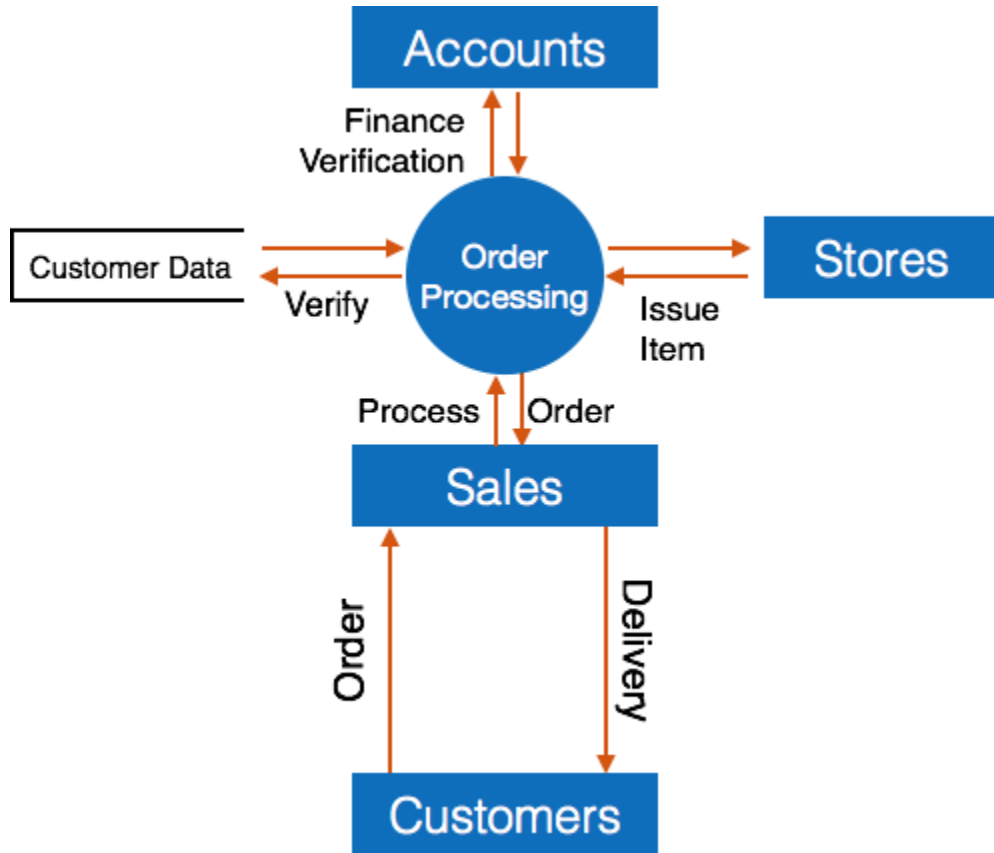 Accounts
Finance
Verification
Customer Data
Verify
Order
Processing
Stores
Issue
Item
Process
Order
Sales
Order
Delivery
Customers